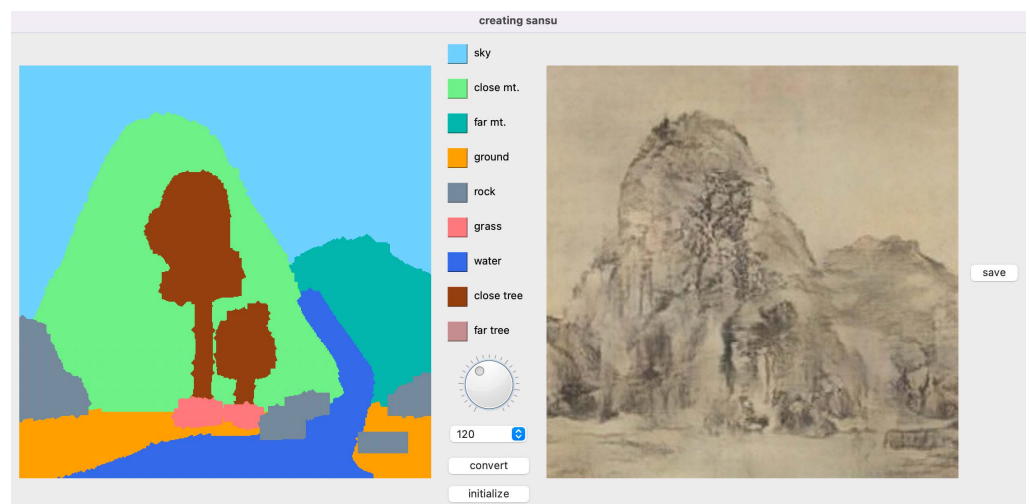 creating sansu
sky
close mt.
far mt.
ground
rock
grass
water
close tree
far tree
120
convert
initialize
save